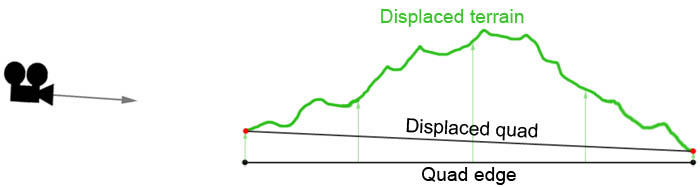 Displaced terrain
Displaced quad
Quad edge